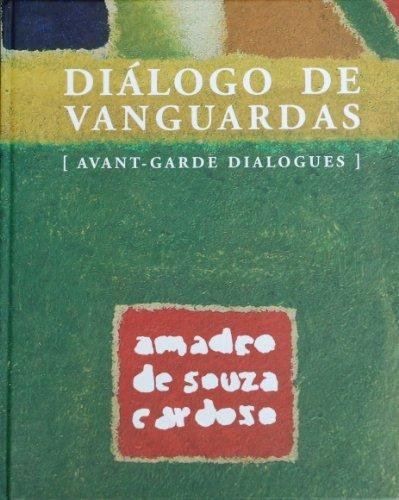 DIÁLOGO DE
VANGUARDAS
[ AVANT-GARDE DIALOGUES ]
amadeo
de souza
cardoso